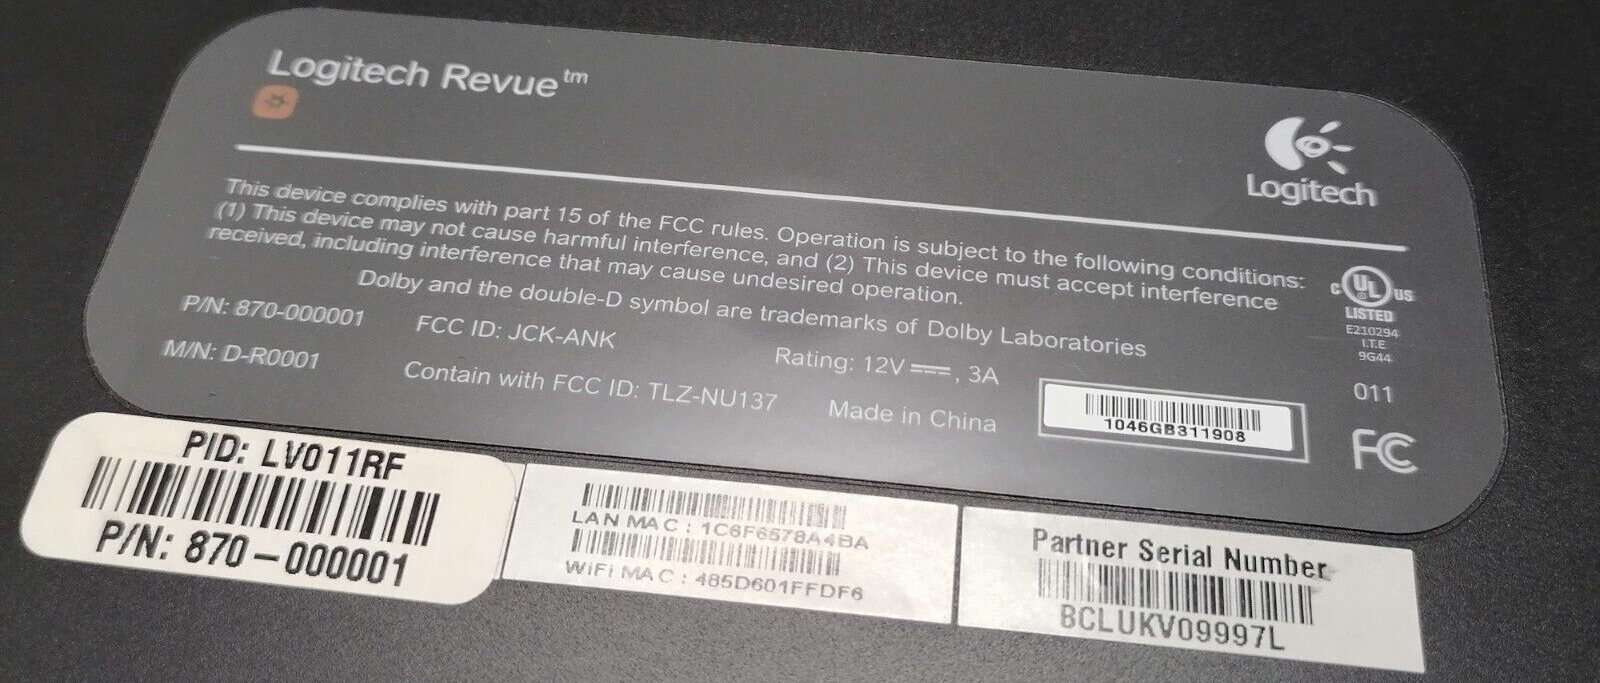 Logitech Revue™
Logitech
This device complies with part 15 of the FCC rules. Operation is subject to the following conditions:
(1) This device may not cause harmful interference, and (2) This device must accept interference
received, including interference that may cause undesired operation.
Dolby and the double-D symbol are trademarks of Dolby Laboratories
P/N: 870-000001
FCC ID: JCK-ANK
Rating: 12V⎓, 3A
M/N: D-R0001
Contain with FCC ID: TLZ-NU137
Made in China
1046GB311908
c UL ® US
LISTED
E210294
I.T.E
9G44
011
FC
PID: LV011RF
P/N: 870-000001
LAN MAC : 1C6F6578A4BA
WiFi MAC : 485D601FFDF6
Partner Serial Number
BCLUKV09997L